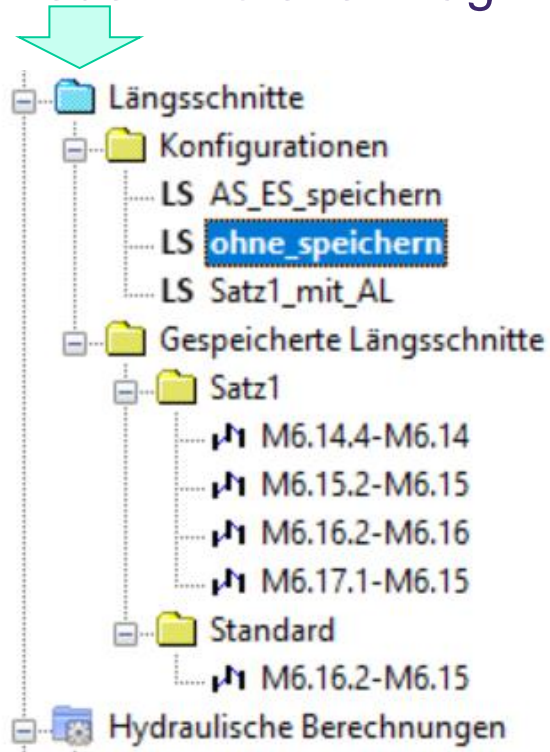 Längsschnitte
Konfigurationen
LS AS_ES_speichern
LS ohne_speichern
LS Satz1_mit_AL
Gespeicherte Längsschnitte
Satz1
M6.14.4-M6.14
M6.15.2-M6.15
M6.16.2-M6.16
M6.17.1-M6.15
Standard
M6.16.2-M6.15
Hydraulische Berechnungen